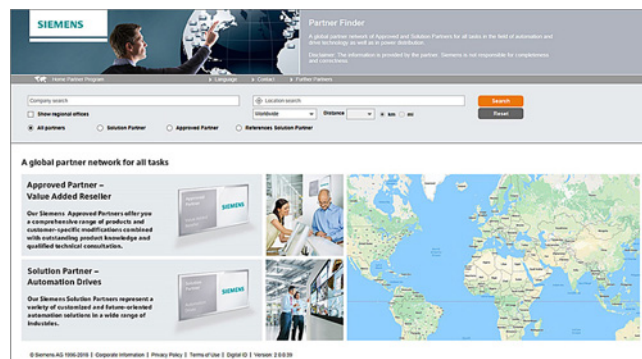 SIEMENS
Partner Finder
A global partner network of Approved and Solution Partners for all tasks in the field of automation and
drive technology as well as in power distribution.
Disclaimer: The information is provided by the partner. Siemens is not responsible for completeness
and correctness.
Home Partner Program
Language
Contact
Further Partners
Company search
Location search
Search
Show regional offices
Worldwide
Distance
km
mi
Reset
All partners
Solution Partner
Approved Partner
References Solution Partner
A global partner network for all tasks
Approved Partner –
Value Added Reseller
Our Siemens Approved Partners offer you
a comprehensive range of products and
customer-specific modifications combined
with outstanding product knowledge and
qualified technical consultation.
Approved
Partner
SIEMENS
Solution Partner –
Automation Drives
Our Siemens Solution Partners represent a
variety of customized and future-oriented
automation solutions in a wide range of
industries.
Solution
Partner
SIEMENS
© Siemens AG 1996-2016 | Corporate Information | Privacy Policy | Terms of Use | Digital ID | Version 2.0.0.39